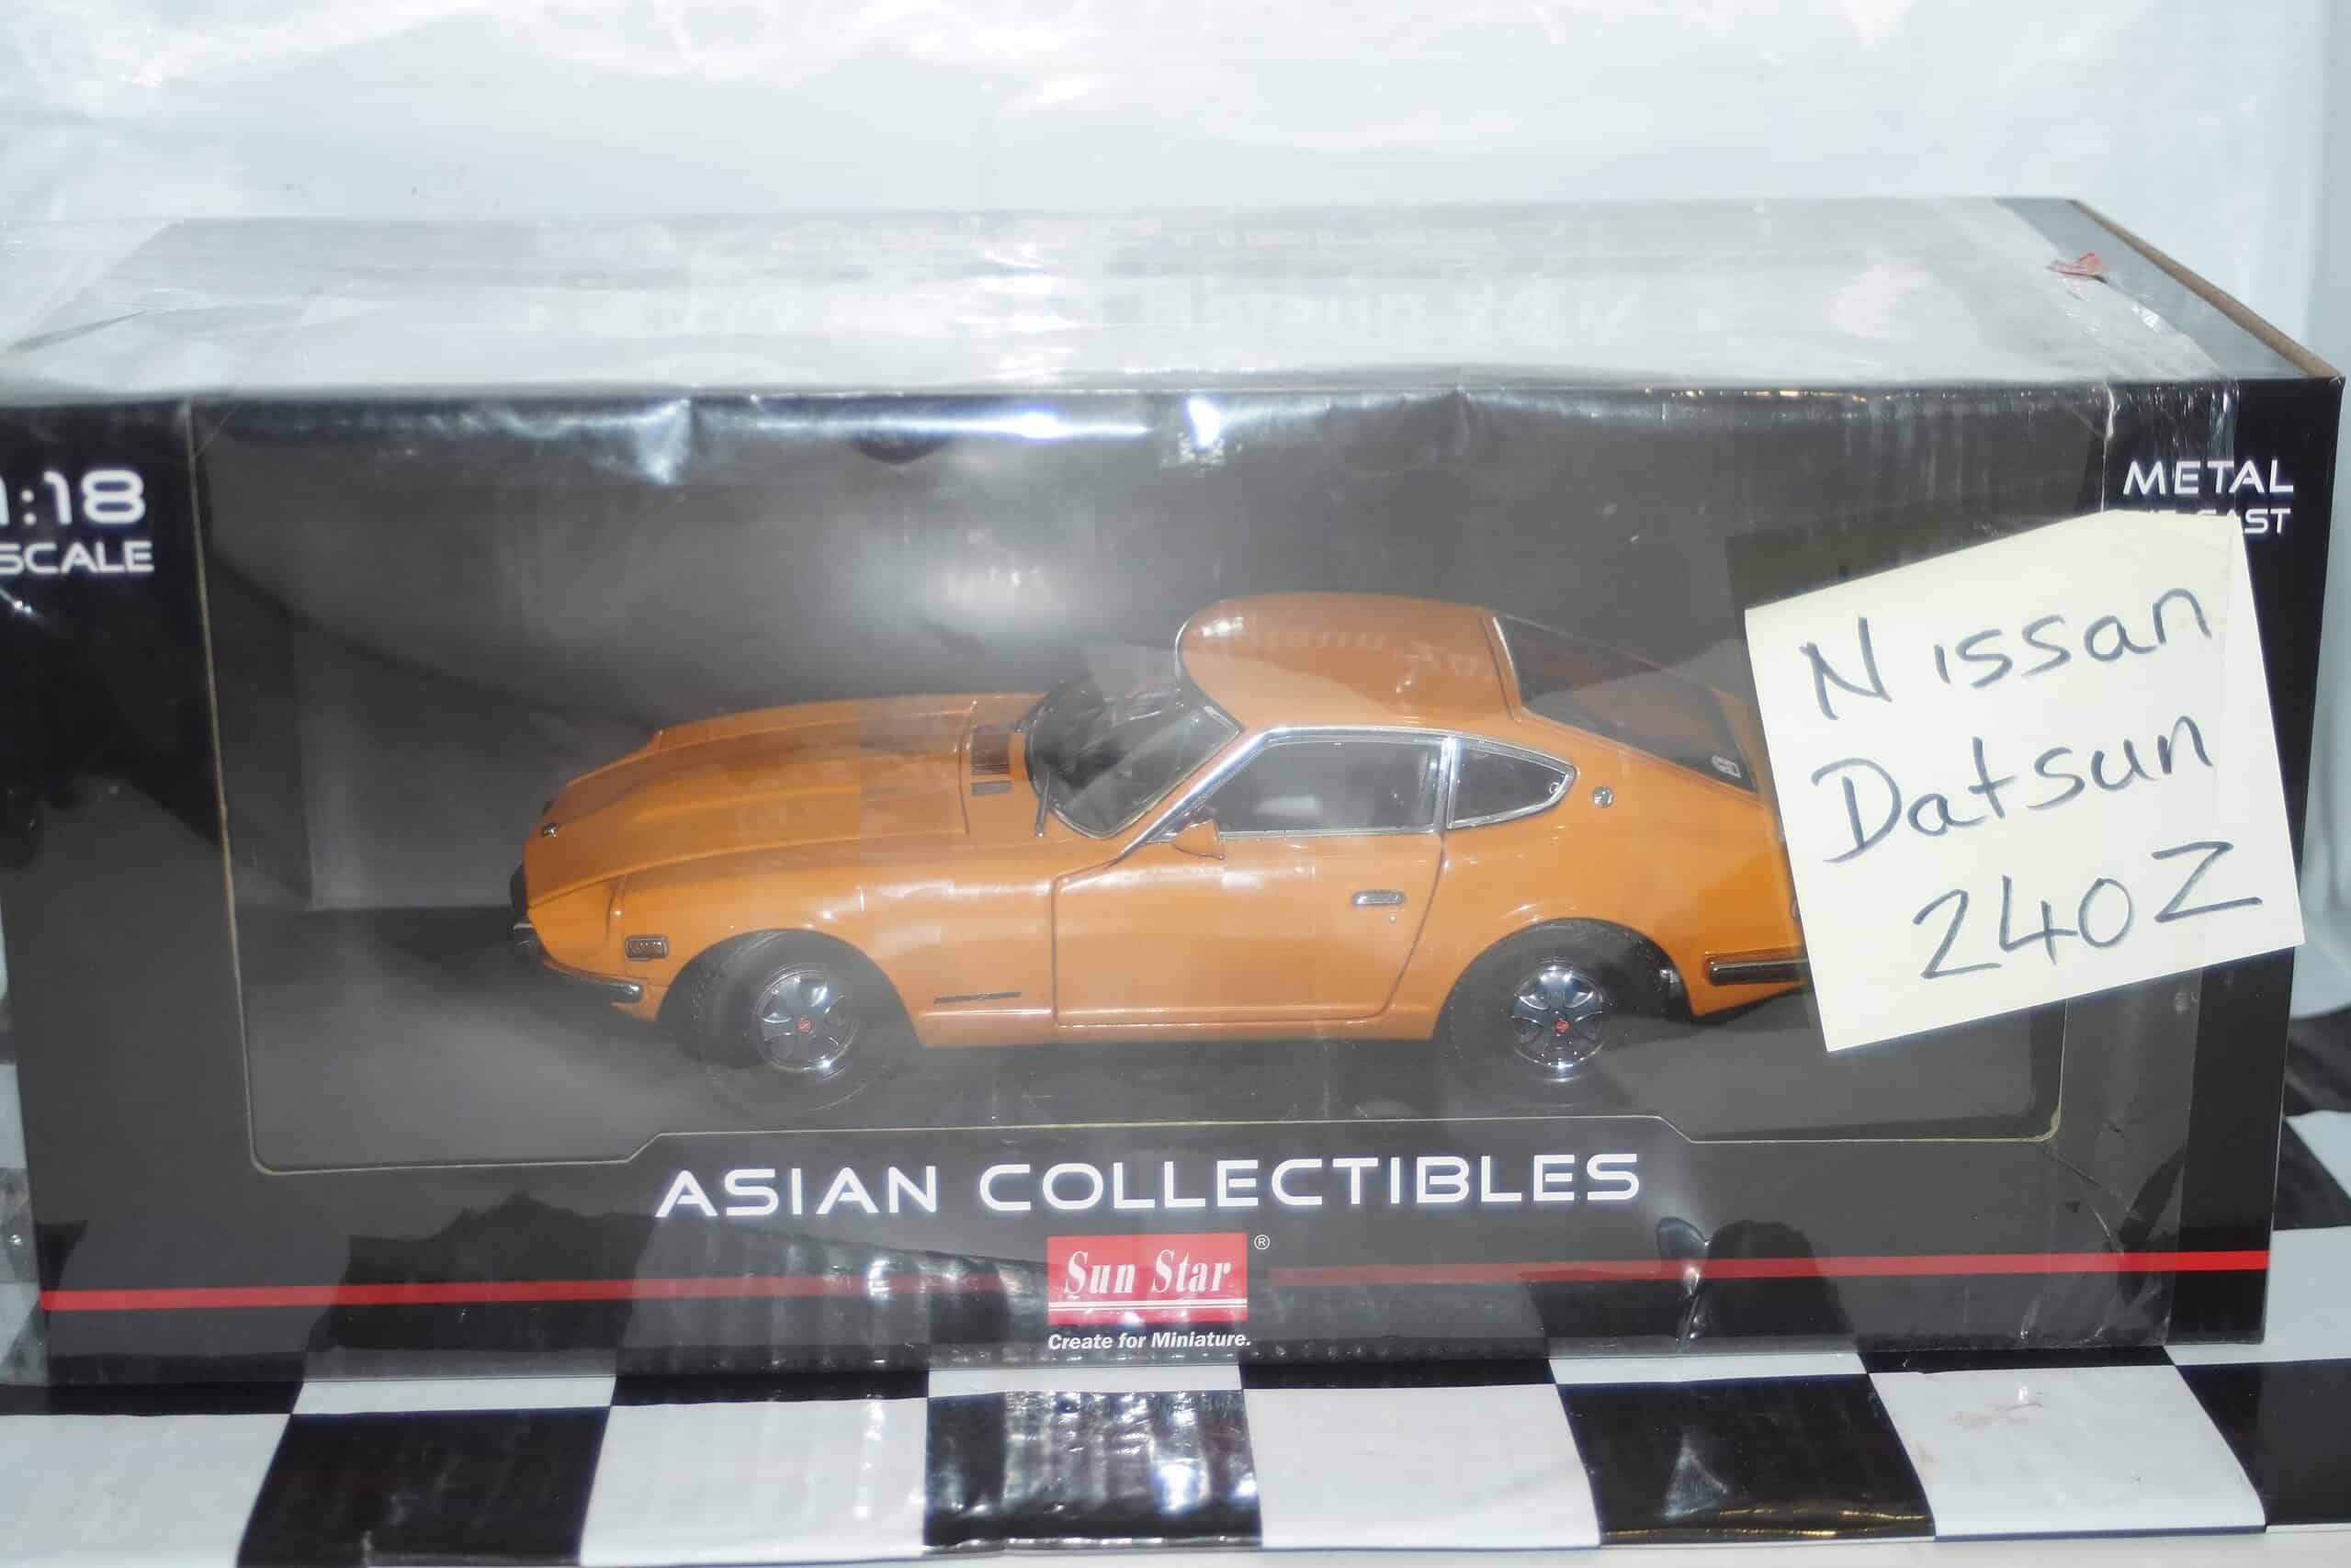 1:18
SCALE
METAL
Nissan
Datsun
240Z
ASIAN COLLECTIBLES
Sun Star ®
Create for Miniature.